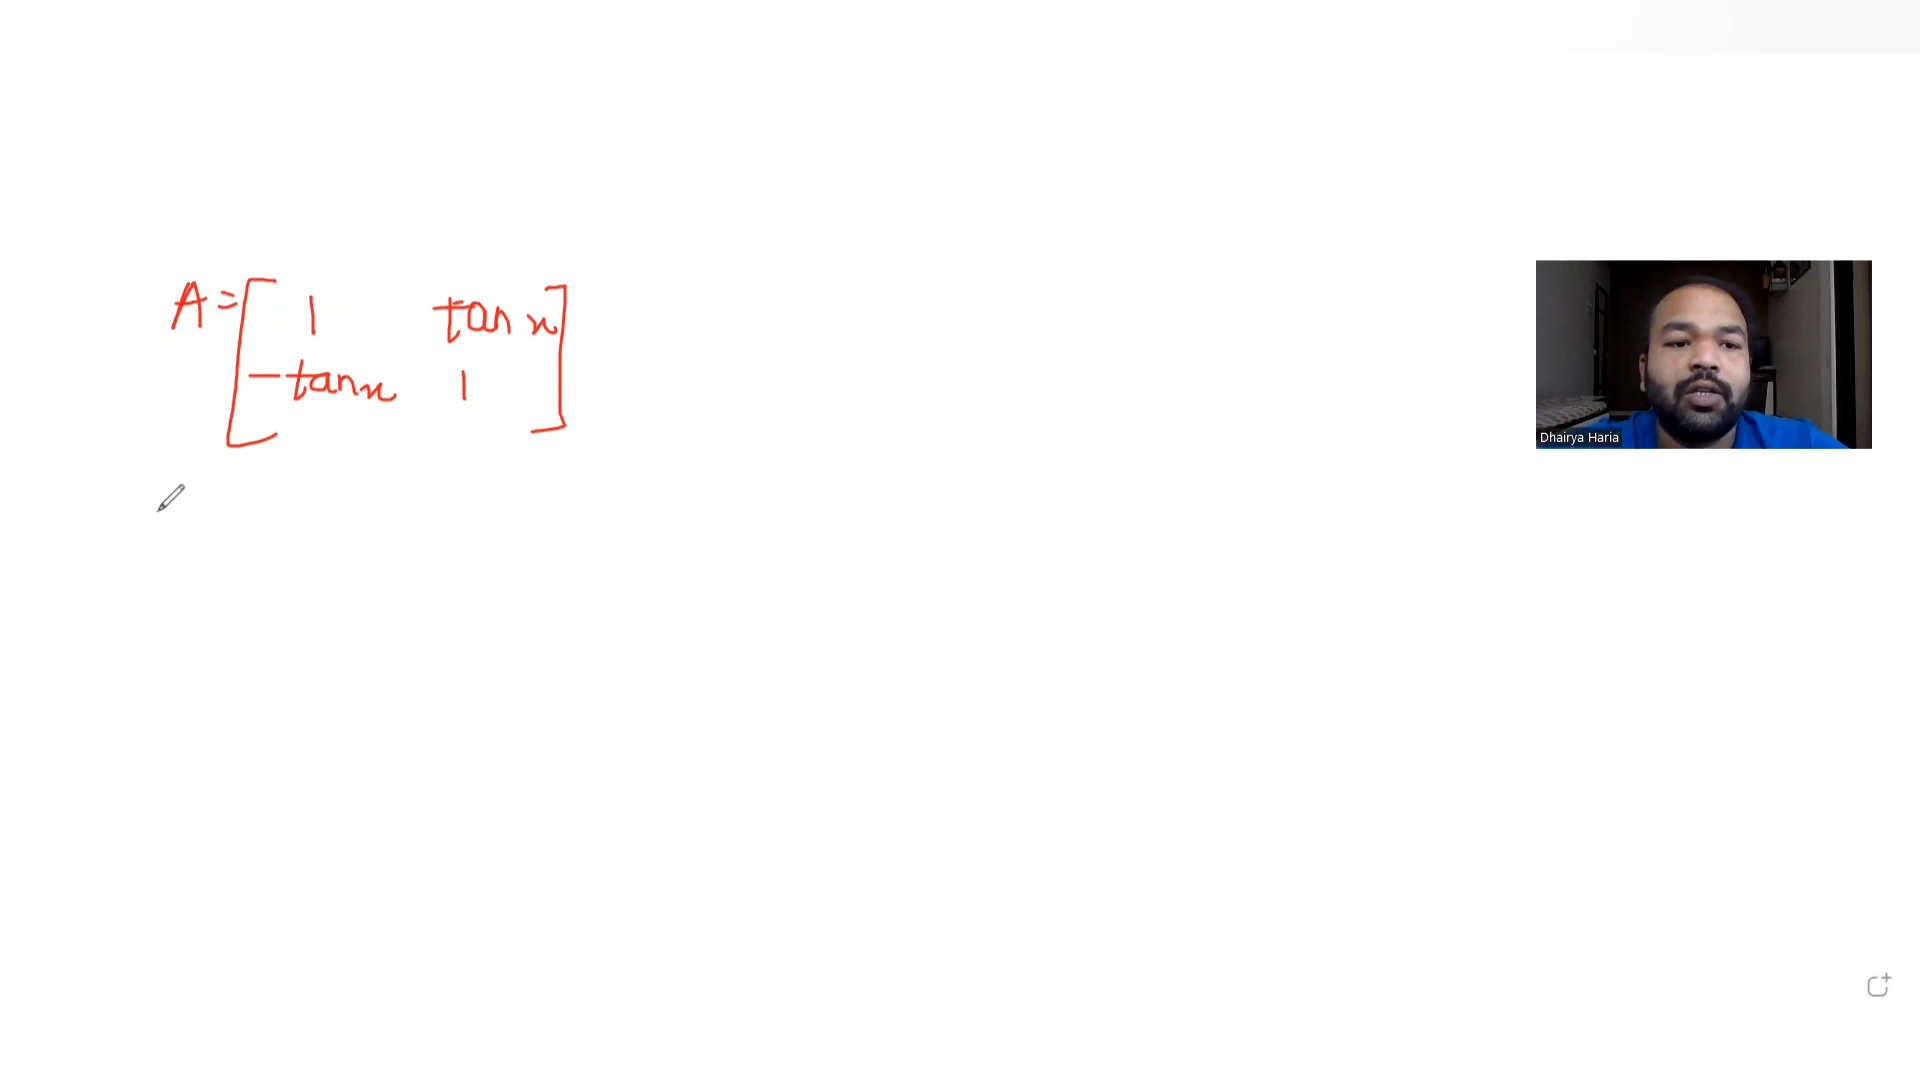 A = [ 1 tan x
-tan x 1 ]
Dhairya Haria